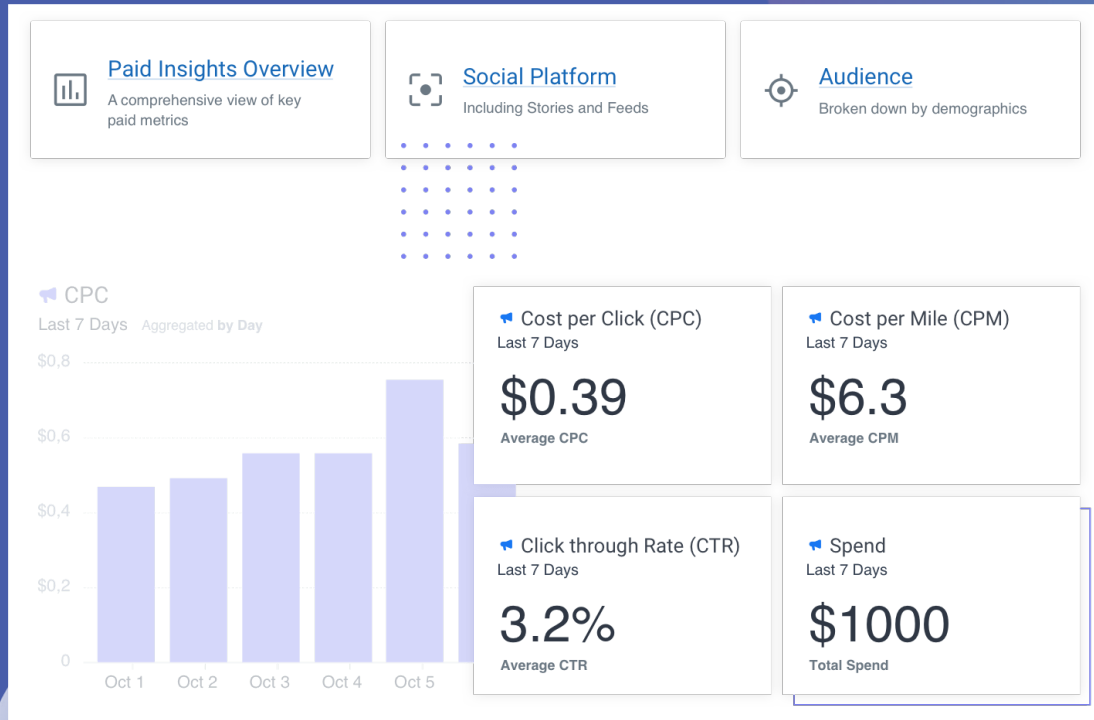 Paid Insights Overview
A comprehensive view of key
paid metrics
Social Platform
Including Stories and Feeds
Audience
Broken down by demographics
CPC
Last 7 Days Aggregated by Day
$0,8
$0,6
$0,4
$0,2
0
Oct 1 Oct 2 Oct 3 Oct 4 Oct 5
Cost per Click (CPC)
Last 7 Days
$0.39
Average CPC
Cost per Mile (CPM)
Last 7 Days
$6.3
Average CPM
Click through Rate (CTR)
Last 7 Days
3.2%
Average CTR
Spend
Last 7 Days
$1000
Total Spend